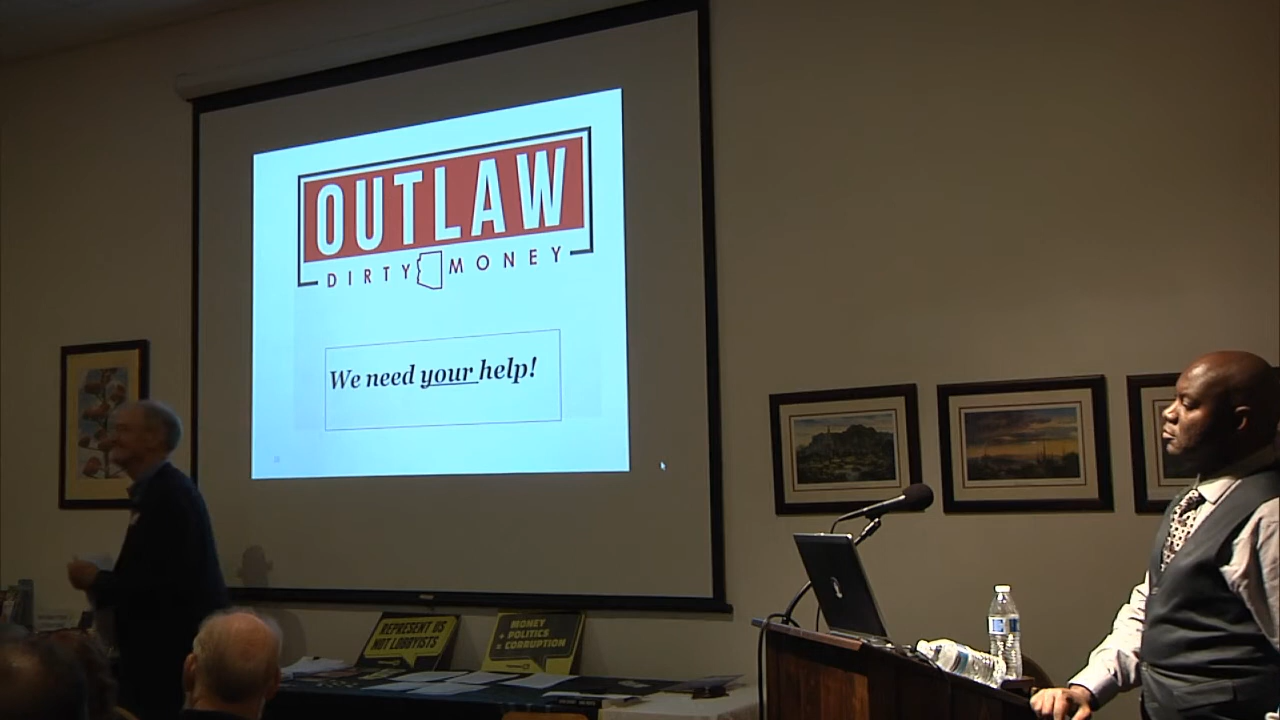 OUTLAW
DIRTY MONEY
We need your help!
REPRESENT US
NOT LOBBYISTS
MONEY
+ POLITICS
= CORRUPTION